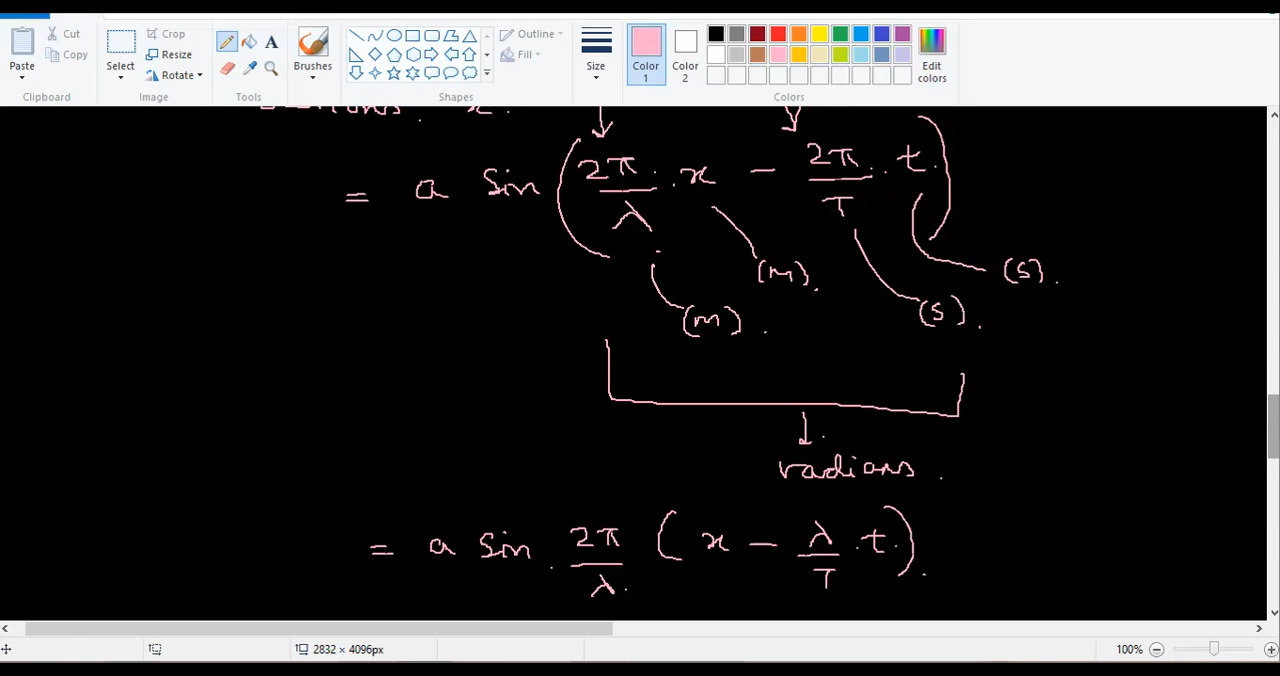 Cut
Copy
Paste
Clipboard
Select
Crop
Resize
Rotate
Image
Tools
Brushes
Shapes
Outline
Fill
Size
Color 1
Color 2
Edit colors
Colors
x.
= a sin (2π/λ . x − 2π/T . t)
(m).
(s).
(m).
(s).
radians.
= a sin 2π/λ (x − λ/T . t).
2832 × 4096px
100%